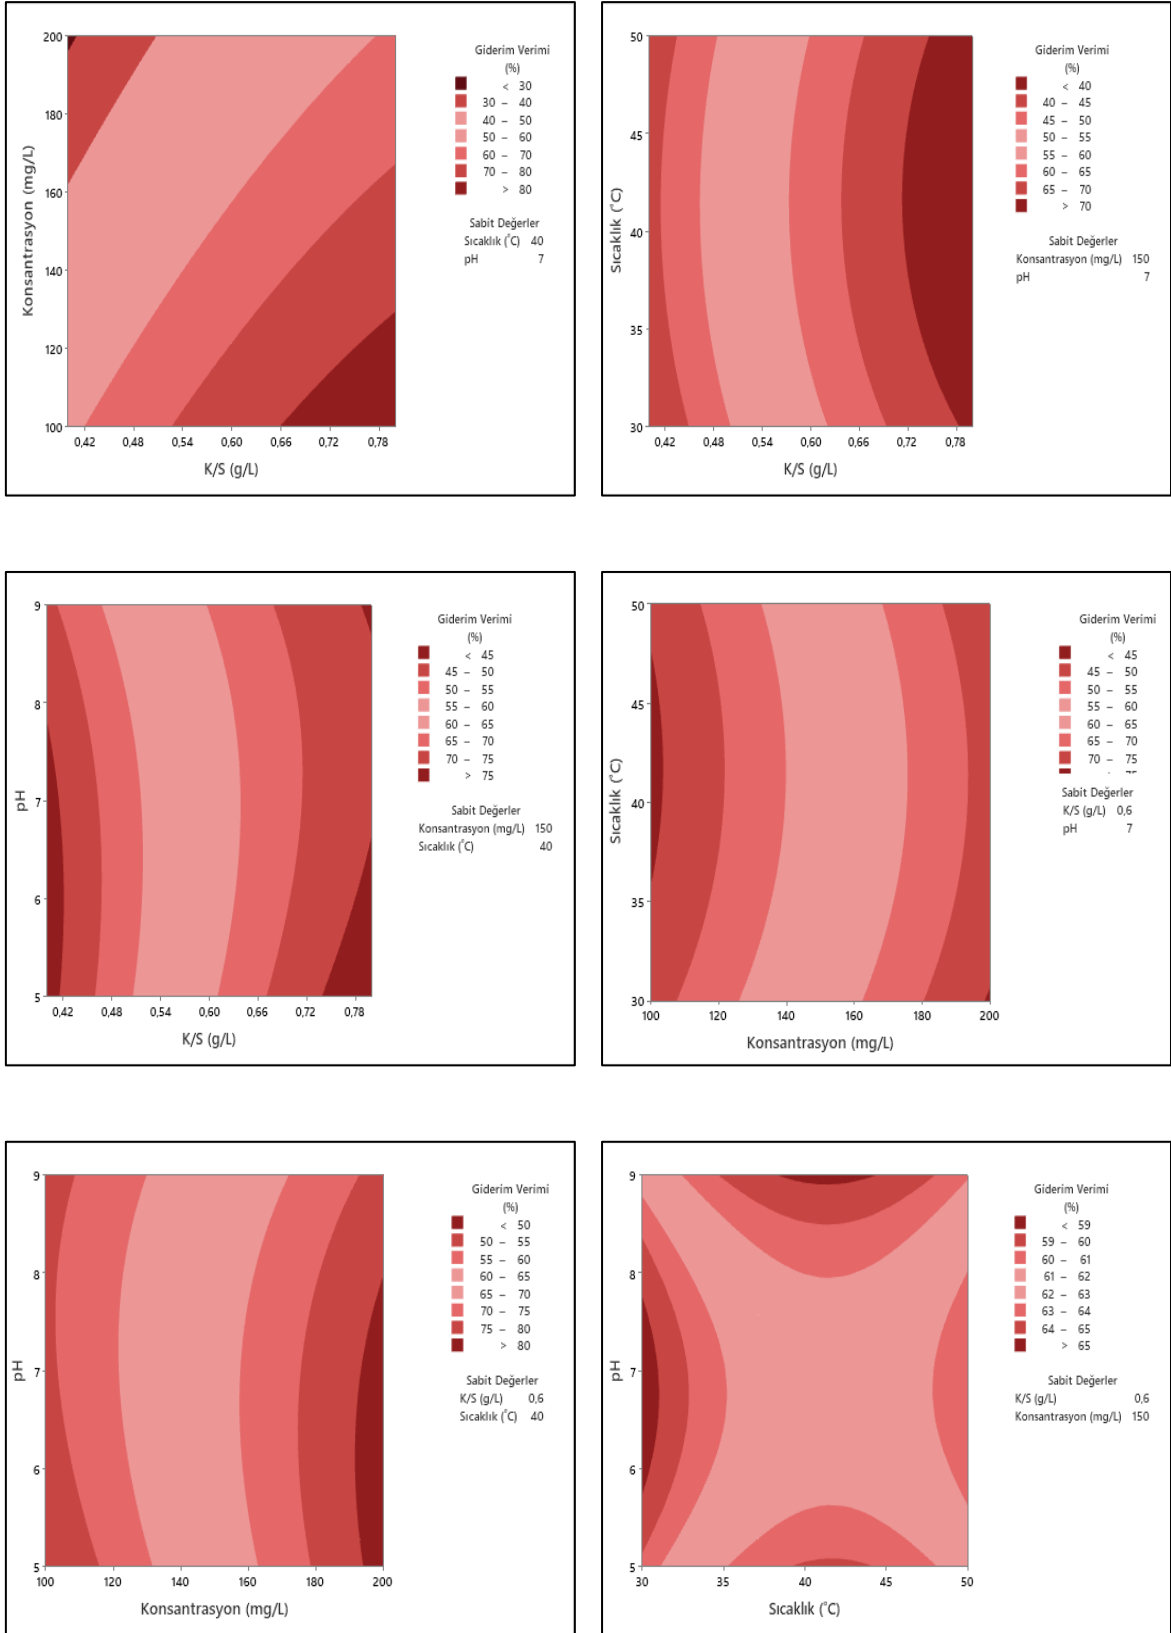 Giderim Verimi
(%)
< 30
30 – 40
40 – 50
50 – 60
60 – 70
70 – 80
> 80
Sabit Değerler
Sıcaklık (˚C) 40
pH 7
Konsantrasyon (mg/L)
200
180
160
140
120
100
0,42 0,48 0,54 0,60 0,66 0,72 0,78
K/S (g/L)
Giderim Verimi
(%)
< 40
40 – 45
45 – 50
50 – 55
55 – 60
60 – 65
65 – 70
> 70
Sabit Değerler
Konsantrasyon (mg/L) 150
pH 7
Sıcaklık (˚C)
50
45
40
35
30
0,42 0,48 0,54 0,60 0,66 0,72 0,78
K/S (g/L)
Giderim Verimi
(%)
< 45
45 – 50
50 – 55
55 – 60
60 – 65
65 – 70
70 – 75
> 75
Sabit Değerler
Konsantrasyon (mg/L) 150
Sıcaklık (˚C) 40
pH
9
8
7
6
5
0,42 0,48 0,54 0,60 0,66 0,72 0,78
K/S (g/L)
Giderim Verimi
(%)
< 45
45 – 50
50 – 55
55 – 60
60 – 65
65 – 70
70 – 75
> 75
Sabit Değerler
K/S (g/L) 0,6
pH 7
Sıcaklık (˚C)
50
45
40
35
30
100 120 140 160 180 200
Konsantrasyon (mg/L)
Giderim Verimi
(%)
< 50
50 – 55
55 – 60
60 – 65
65 – 70
70 – 75
75 – 80
> 80
Sabit Değerler
K/S (g/L) 0,6
Sıcaklık (˚C) 40
pH
9
8
7
6
5
100 120 140 160 180 200
Konsantrasyon (mg/L)
Giderim Verimi
(%)
< 59
59 – 60
60 – 61
61 – 62
62 – 63
63 – 64
64 – 65
> 65
Sabit Değerler
K/S (g/L) 0,6
Konsantrasyon (mg/L) 150
pH
9
8
7
6
5
30 35 40 45 50
Sıcaklık (˚C)